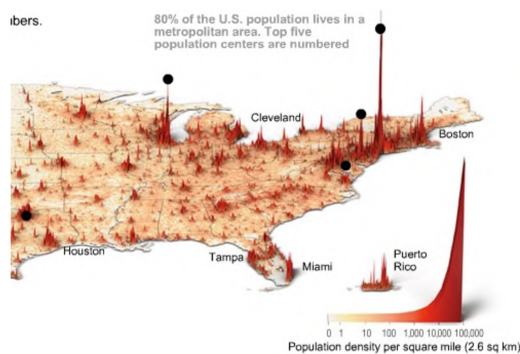 nbers.
80% of the U.S. population lives in a
metropolitan area. Top five
population centers are numbered
Cleveland
Boston
Houston
Tampa
Miami
Puerto
Rico
0 1 10 100 1,000 10,000 100,000
Population density per square mile (2.6 sq km)